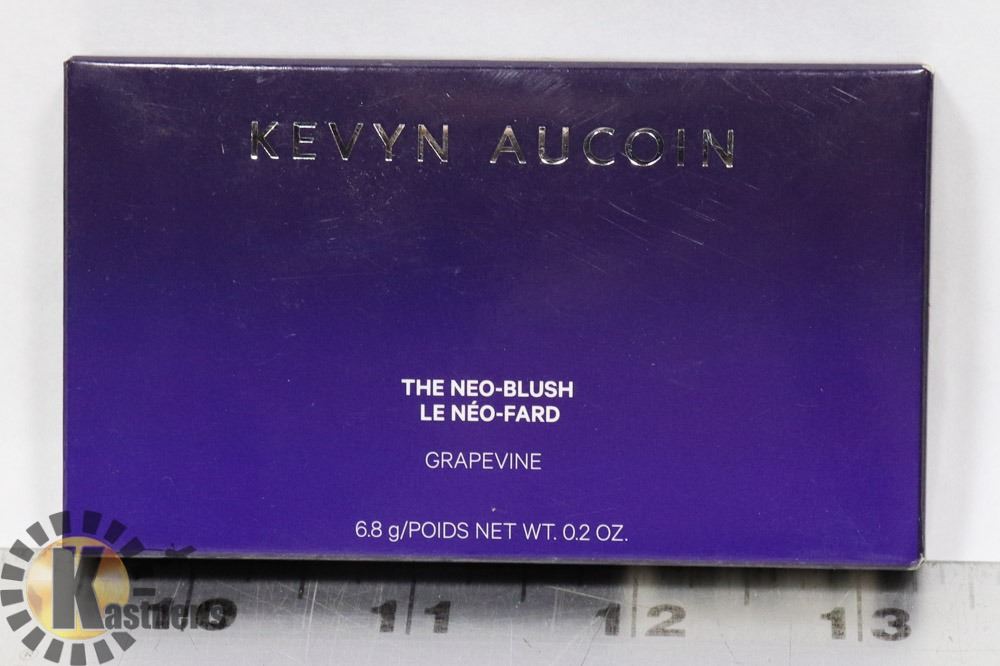 KEVYN AUCOIN
THE NEO-BLUSH
LE NÉO-FARD
GRAPEVINE
6.8 g/POIDS NET WT. 0.2 OZ.
Kastners
11
12
13